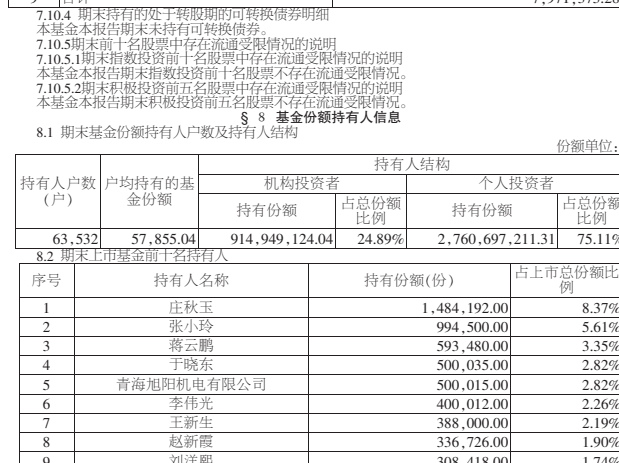 7.10.4 期末持有的处于转股期的可转换债券明细
本基金本报告期末未持有可转换债券。
7.10.5期末前十名股票中存在流通受限情况的说明
7.10.5.1期末指数投资前十名股票中存在流通受限情况的说明
本基金本报告期末指数投资前十名股票不存在流通受限情况。
7.10.5.2期末积极投资前五名股票中存在流通受限情况的说明
本基金本报告期末积极投资前五名股票不存在流通受限情况。
§ 8 基金份额持有人信息
8.1 期末基金份额持有人户数及持有人结构
份额单位:
持有人户数(户) 户均持有的基金份额 持有人结构
机构投资者 个人投资者
持有份额 占总份额比例 持有份额 占总份额比例
63,532 57,855.04 914,949,124.04 24.89% 2,760,697,211.31 75.11%
8.2 期末上市基金前十名持有人
序号 持有人名称 持有份额(份) 占上市总份额比例
1 庄秋玉 1,484,192.00 8.37%
2 张小玲 994,500.00 5.61%
3 蒋云鹏 593,480.00 3.35%
4 于晓东 500,035.00 2.82%
5 青海旭阳机电有限公司 500,015.00 2.82%
6 李伟光 400,012.00 2.26%
7 王新生 388,000.00 2.19%
8 赵新霞 336,726.00 1.90%
9 刘洋熙 308,418.00 1.74%